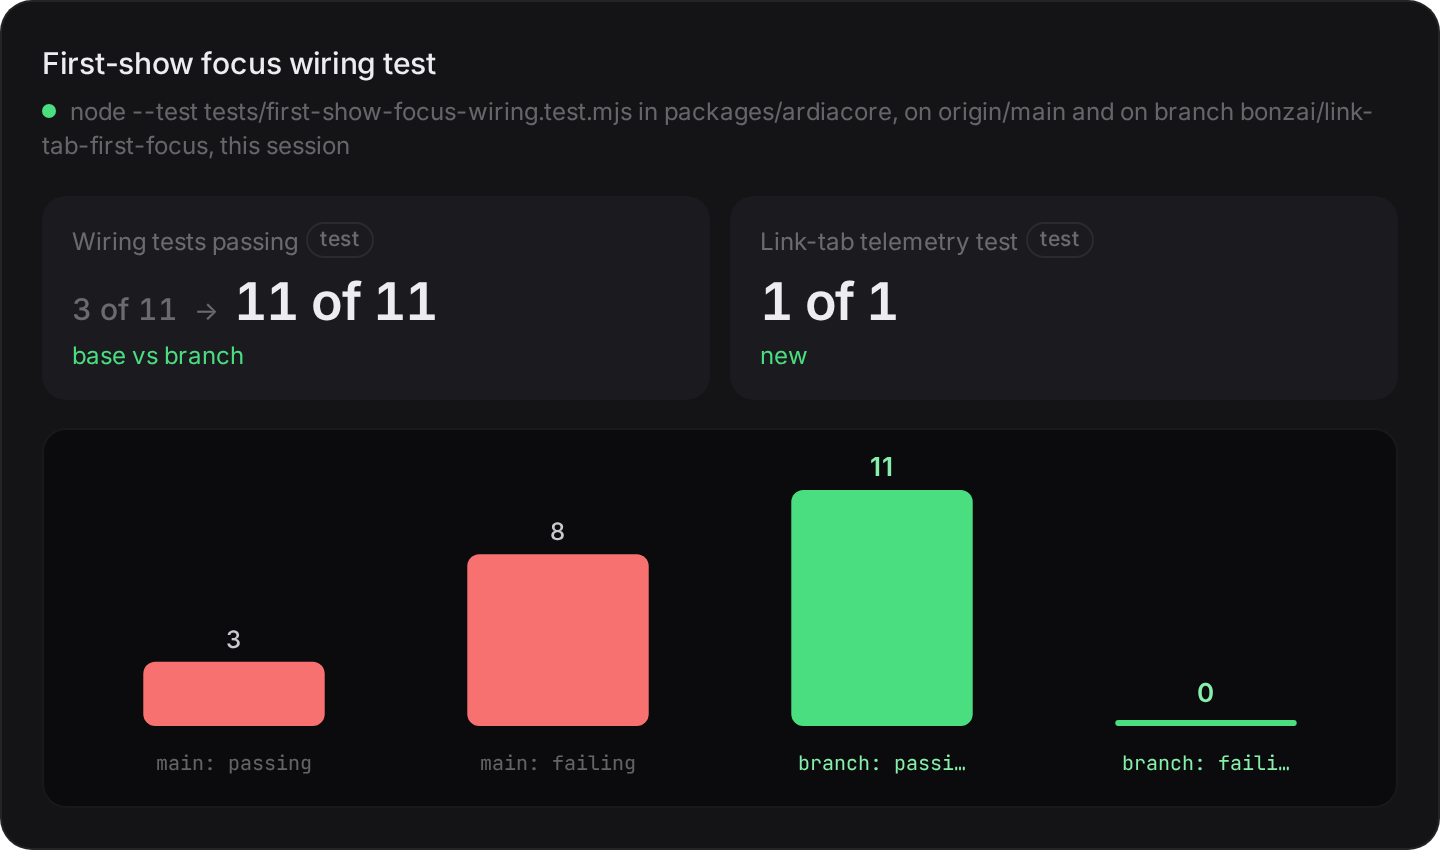 First-show focus wiring test
node --test tests/first-show-focus-wiring.test.mjs in packages/ardiacore, on origin/main and on branch bonzai/link-
tab-first-focus, this session
Wiring tests passing test
3 of 11 → 11 of 11
base vs branch
Link-tab telemetry test test
1 of 1
new
3
8
11
0
main: passing
main: failing
branch: passi…
branch: faili…